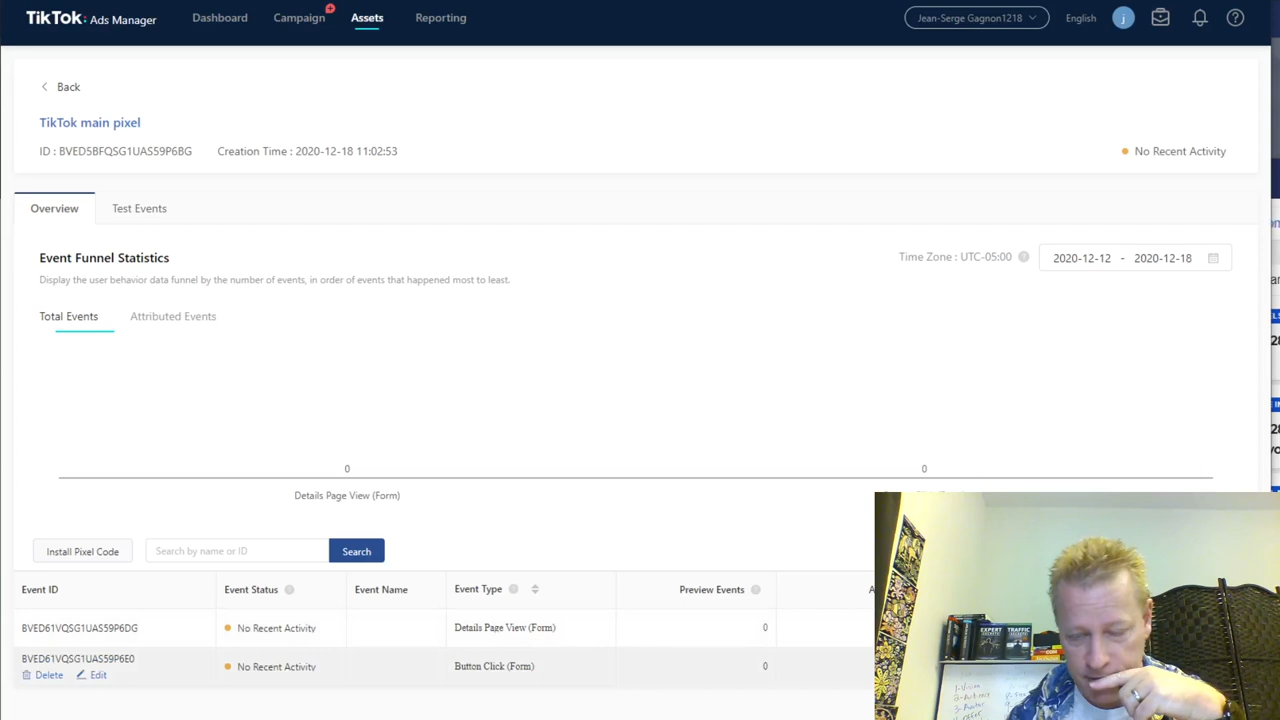 TikTok: Ads Manager
Dashboard
Campaign
Assets
Reporting
Jean-Serge Gagnon1218
English
j
Back
TikTok main pixel
ID : BVED5BFQSG1UAS59P6BG
Creation Time : 2020-12-18 11:02:53
No Recent Activity
Overview
Test Events
Event Funnel Statistics
Time Zone : UTC-05:00
2020-12-12 - 2020-12-18
Display the user behavior data funnel by the number of events, in order of events that happened most to least.
Total Events
Attributed Events
0
0
Details Page View (Form)
Install Pixel Code
Search by name or ID
Search
Event ID
Event Status
Event Name
Event Type
Preview Events
A
BVED61VQSG1UAS59P6DG
No Recent Activity
Details Page View (Form)
0
BVED61VQSG1UAS59P6E0
No Recent Activity
Button Click (Form)
0
Delete
Edit
EXPERT SECRETS
TRAFFIC SECRETS